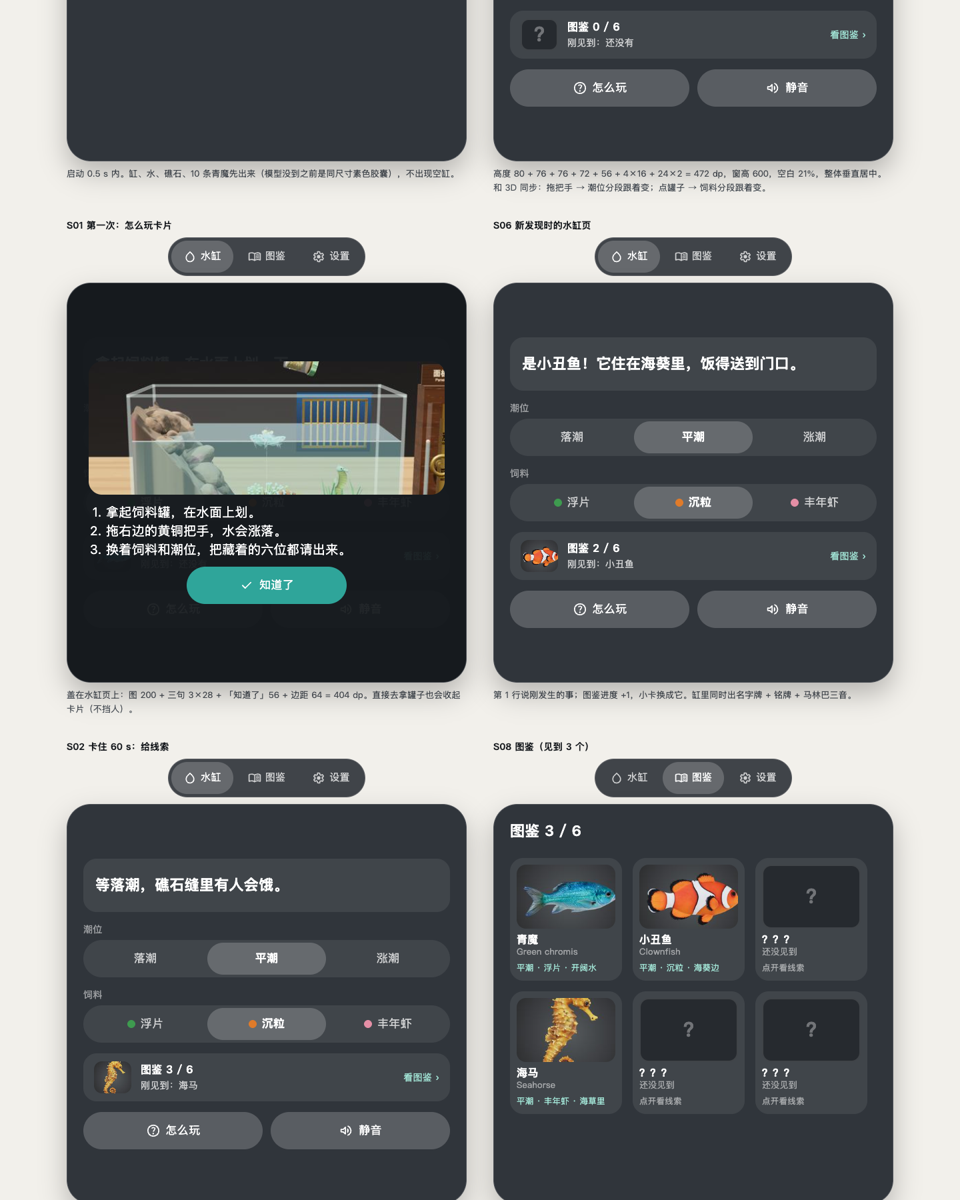 图鉴 0 / 6
刚见到：还没有
看图鉴 ›
怎么玩
静音
启动 0.5 s 内。缸、水、礁石、10 条青魔先出来（模型没到之前是同尺寸素色胶囊），不出现空缸。
高度 80 + 76 + 76 + 72 + 56 + 4×16 + 24×2 = 472 dp，窗高 600，空白 21%，整体垂直居中。
和 3D 同步：拖把手 → 潮位分段跟着变；点罐子 → 饲料分段跟着变。
S01 第一次：怎么玩卡片
水缸
图鉴
设置
1. 拿起饲料罐，在水面上划。
2. 拖右边的黄铜把手，水会涨落。
3. 换着饲料和潮位，把藏着的六位都请出来。
知道了
盖在水缸页上：图 200 + 三句 3×28 + 「知道了」56 + 边距 64 = 404 dp。直接去拿罐子也会收起
卡片（不挡人）。
S06 新发现时的水缸页
水缸
图鉴
设置
是小丑鱼！它住在海葵里，饭得送到门口。
潮位
落潮
平潮
涨潮
饲料
浮片
沉粒
丰年虾
图鉴 2 / 6
刚见到：小丑鱼
看图鉴 ›
怎么玩
静音
第 1 行说刚发生的事；图鉴进度 +1，小卡换成它。缸里同时出名字牌 + 铭牌 + 马林巴三音。
S02 卡住 60 s：给线索
水缸
图鉴
设置
等落潮，礁石缝里有人会饿。
潮位
落潮
平潮
涨潮
饲料
浮片
沉粒
丰年虾
图鉴 3 / 6
刚见到：海马
看图鉴 ›
怎么玩
静音
S08 图鉴（见到 3 个）
水缸
图鉴
设置
图鉴 3 / 6
青魔
Green chromis
平潮 · 浮片 · 开阔水
小丑鱼
Clownfish
平潮 · 沉粒 · 海葵边
?
? ? ?
还没见到
点开看线索
海马
Seahorse
平潮 · 丰年虾 · 海草里
?
? ? ?
还没见到
点开看线索
?
? ? ?
还没见到
点开看线索